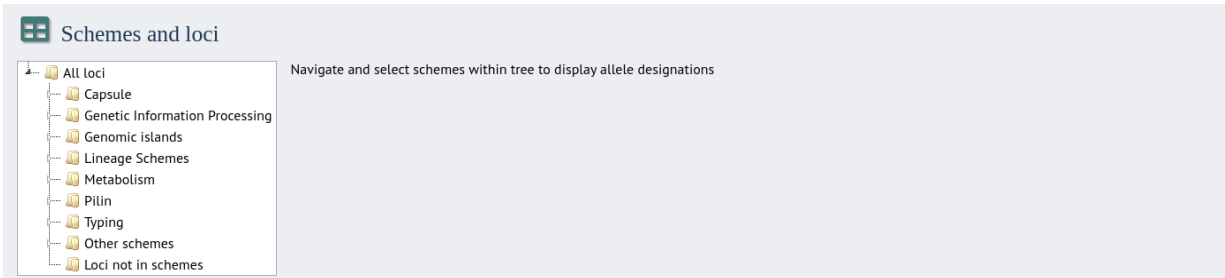 Schemes and loci
All loci
Navigate and select schemes within tree to display allele designations
Capsule
Genetic Information Processing
Genomic islands
Lineage Schemes
Metabolism
Pilin
Typing
Other schemes
Loci not in schemes